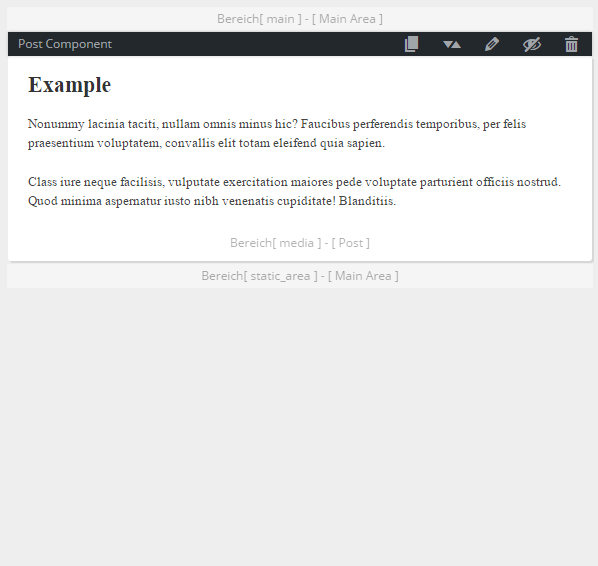 Bereich[ main ] - [ Main Area ]
Post Component
Example
Nonummy lacinia taciti, nullam omnis minus hic? Faucibus perferendis temporibus, per felis
praesentium voluptatem, convallis elit totam eleifend quia sapien.
Class iure neque facilisis, vulputate exercitation maiores pede voluptate parturient officiis nostrud.
Quod minima aspernatur iusto nibh venenatis cupiditate! Blanditiis.
Bereich[ media ] - [ Post ]
Bereich[ static_area ] - [ Main Area ]